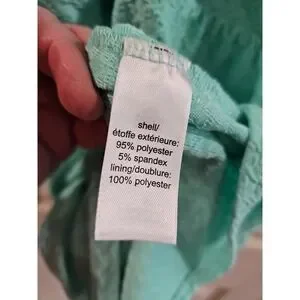 shell/
étoffe extérieure:
95% polyester
5% spandex
lining/doublure:
100% polyester